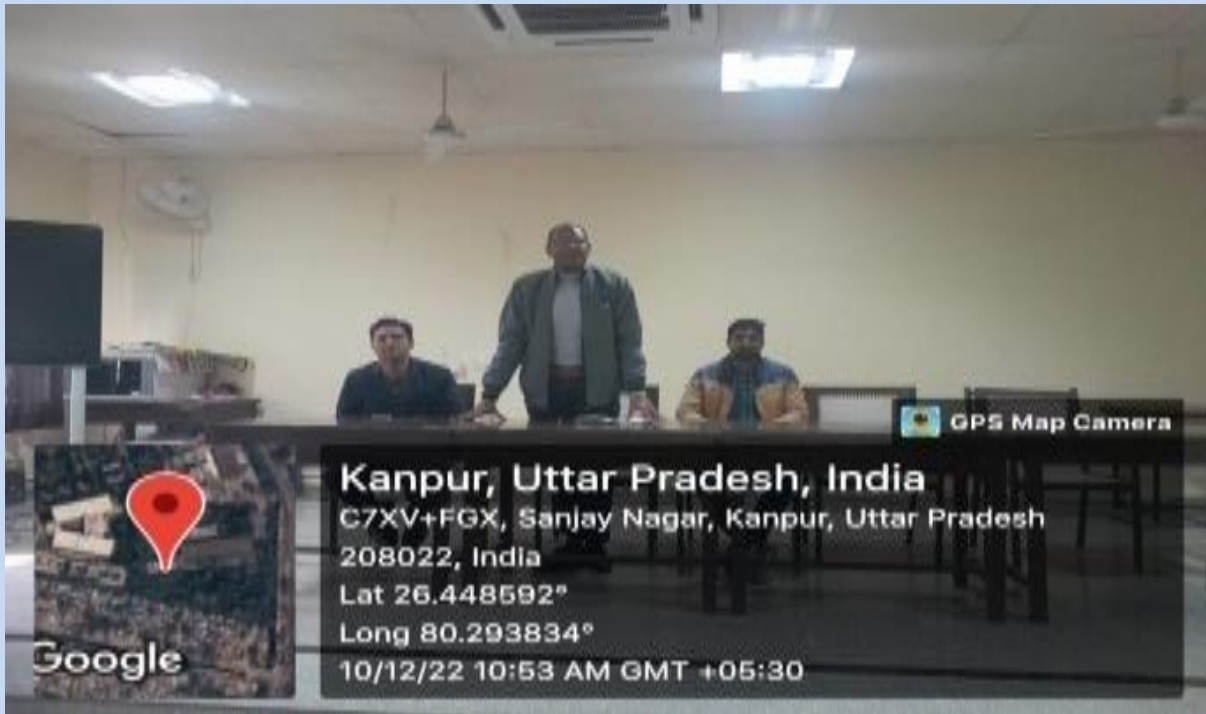 GPS Map Camera
Kanpur, Uttar Pradesh, India
C7XV+FGX, Sanjay Nagar, Kanpur, Uttar Pradesh
208022, India
Lat 26.448592°
Long 80.293834°
10/12/22 10:53 AM GMT +05:30
Google